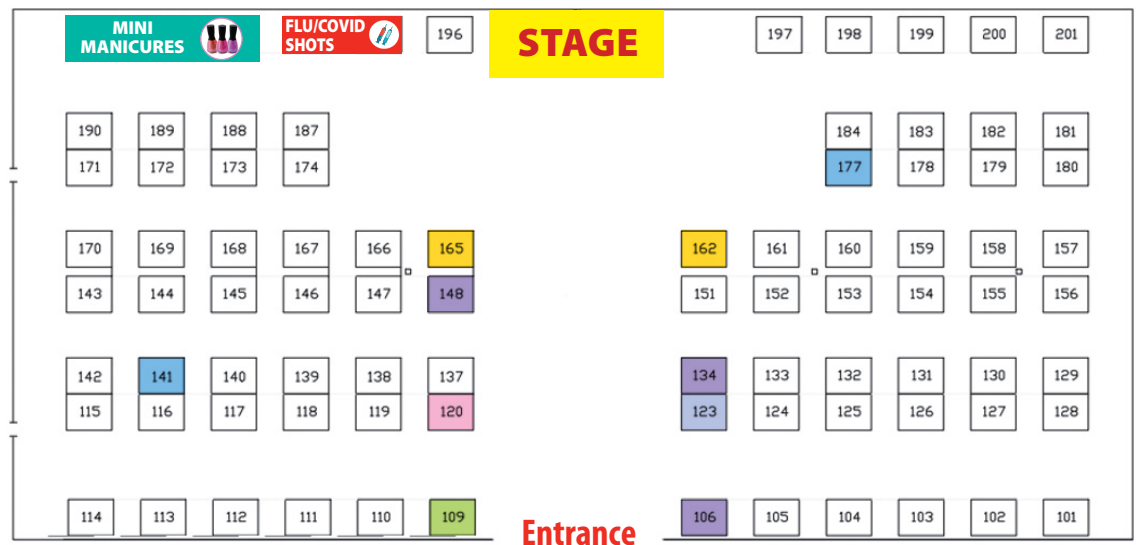 MINI
MANICURES
FLU/COVID
SHOTS
196
STAGE
197 198 199 200 201
190 189 188 187
184 183 182 181
171 172 173 174
177 178 179 180
170 169 168 167 166 165
162 161 160 159 158 157
143 144 145 146 147 148
151 152 153 154 155 156
142 141 140 139 138 137
134 133 132 131 130 129
115 116 117 118 119 120
123 124 125 126 127 128
114 113 112 111 110 109
Entrance
106 105 104 103 102 101